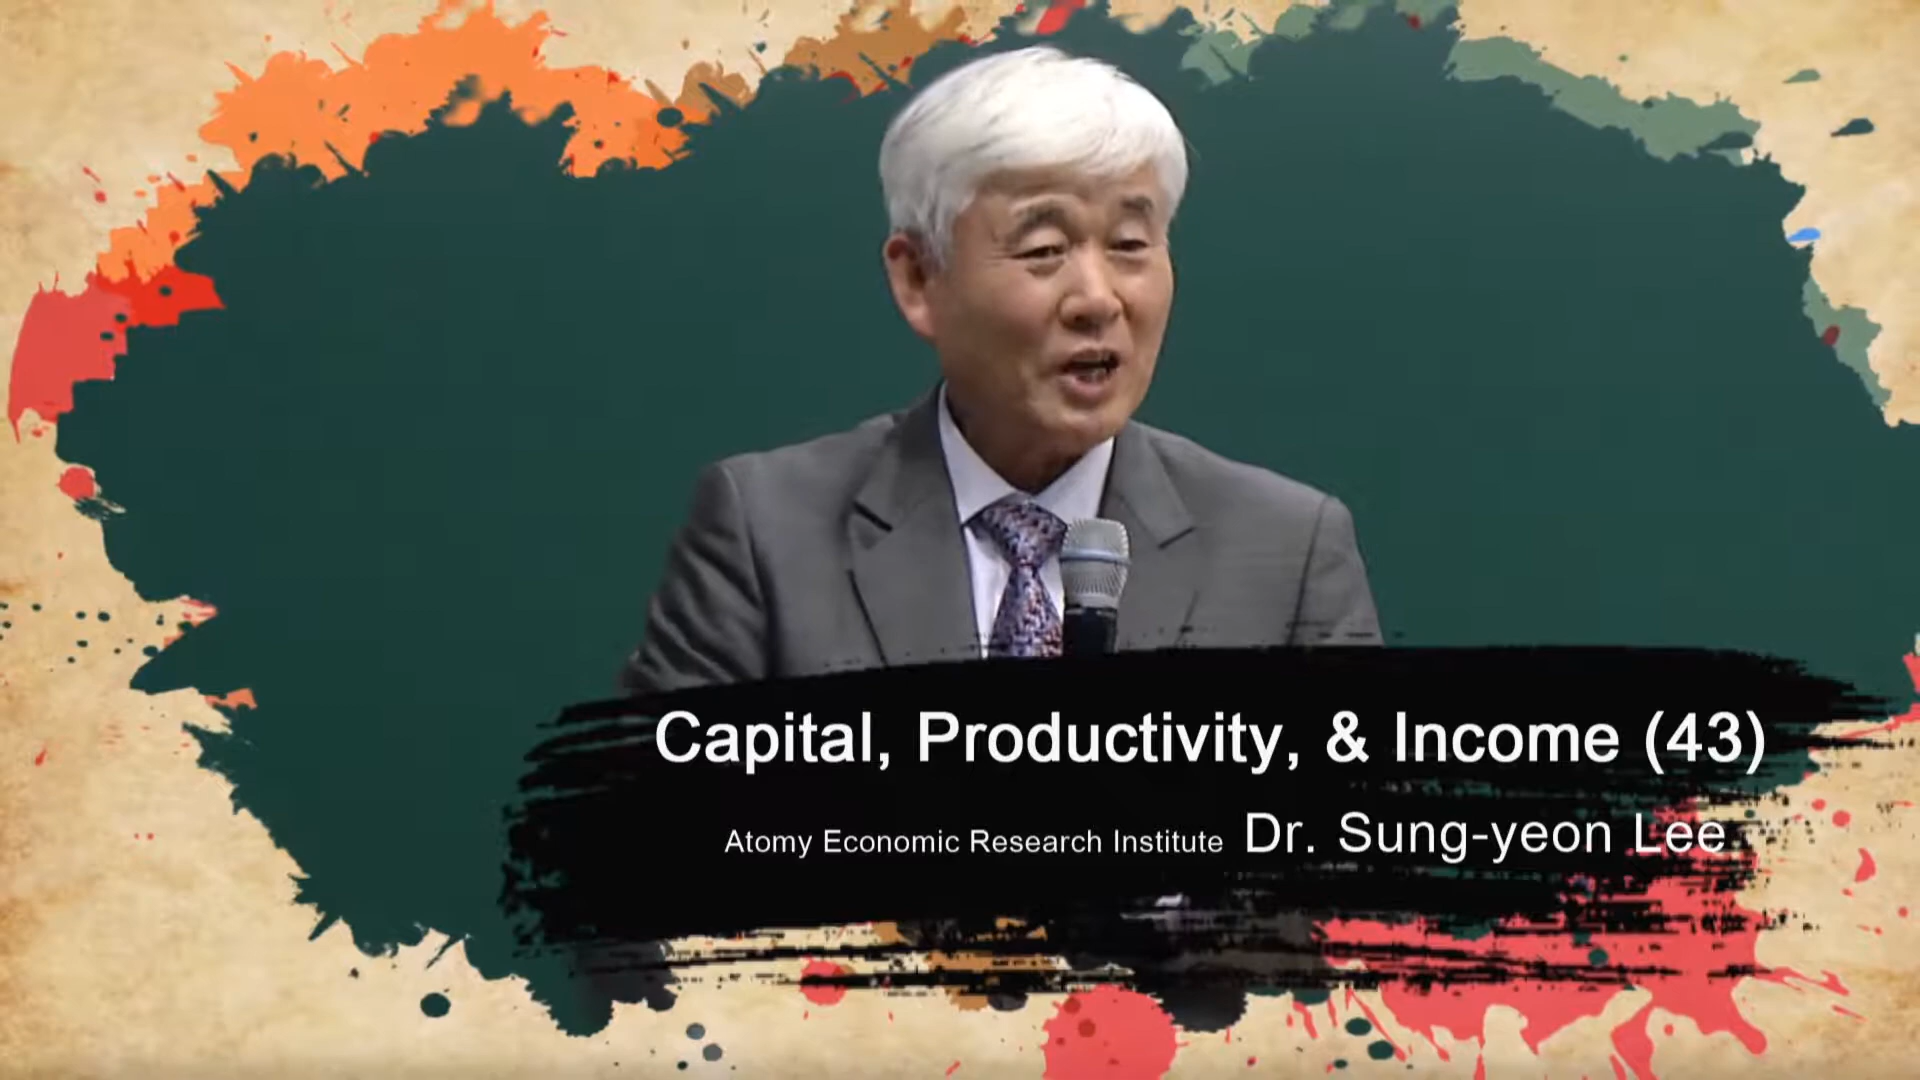 Capital, Productivity, & Income (43)
Atomy Economic Research Institute Dr. Sung-yeon Lee